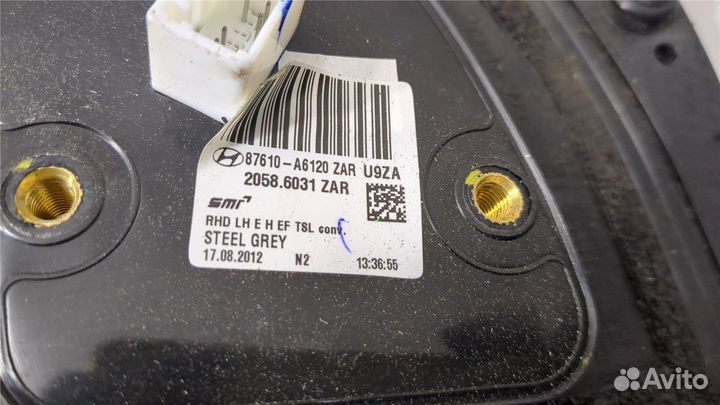 87610-A6120 ZAR U9ZA
2058.6031 ZAR
SMR
RHD LH E H EF TSL conv.
STEEL GREY
17.08.2012 N2 13:36:55
Avito